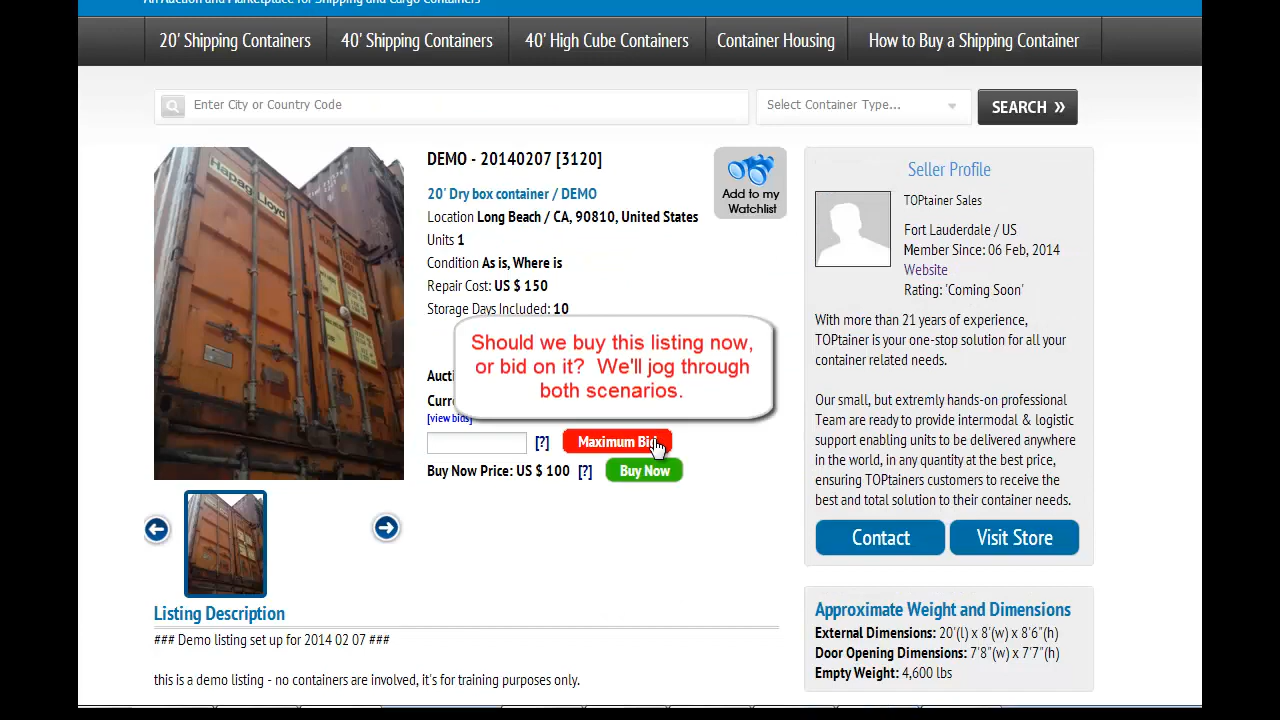 An Auction and Marketplace for Shipping and Cargo Containers
20' Shipping Containers
40' Shipping Containers
40' High Cube Containers
Container Housing
How to Buy a Shipping Container
Enter City or Country Code
Select Container Type...
SEARCH »
Hapag-Lloyd
DEMO - 20140207 [3120]
20' Dry box container / DEMO
Location Long Beach / CA, 90810, United States
Units 1
Condition As is, Where is
Repair Cost: US $ 150
Storage Days Included: 10
Add to my
Watchlist
Should we buy this listing now,
or bid on it? We'll jog through
both scenarios.
[view bids]
[?]
Maximum Bid
Buy Now Price: US $ 100 [?]
Buy Now
Listing Description
### Demo listing set up for 2014 02 07 ###
this is a demo listing - no containers are involved, it's for training purposes only.
Seller Profile
TOPtainer Sales
Fort Lauderdale / US
Member Since: 06 Feb, 2014
Website
Rating: 'Coming Soon'
With more than 21 years of experience,
TOPtainer is your one-stop solution for all your
container related needs.
Our small, but extremly hands-on professional
Team are ready to provide intermodal & logistic
support enabling units to be delivered anywhere
in the world, in any quantity at the best price,
ensuring TOPtainers customers to receive the
best and total solution to their container needs.
Contact
Visit Store
Approximate Weight and Dimensions
External Dimensions: 20'(l) x 8'(w) x 8'6"(h)
Door Opening Dimensions: 7'8"(w) x 7'7"(h)
Empty Weight: 4,600 lbs